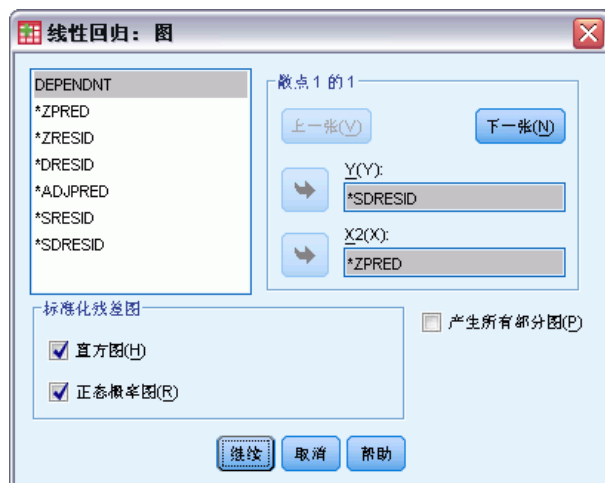 线性回归：图
DEPENDNT
*ZPRED
*ZRESID
*DRESID
*ADJPRED
*SRESID
*SDRESID
散点 1 的 1
上一张(V)
下一张(N)
Y(Y):
*SDRESID
X2(X):
*ZPRED
标准化残差图
直方图(H)
正态概率图(R)
产生所有部分图(P)
继续
取消
帮助